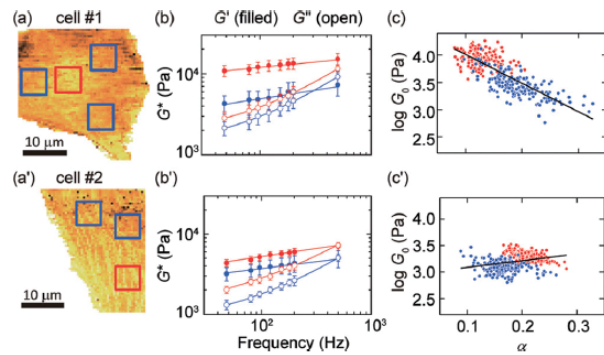 (a) cell #1
10 μm
(b) G' (filled) G" (open)
G* (Pa)
10⁴
10³
(c)
log G₀ (Pa)
4.0
3.5
3.0
2.5
(a') cell #2
10 μm
(b')
G* (Pa)
10⁴
10³
10² 10³
Frequency (Hz)
(c')
log G₀ (Pa)
4.0
3.5
3.0
2.5
0.1 0.2 0.3
α